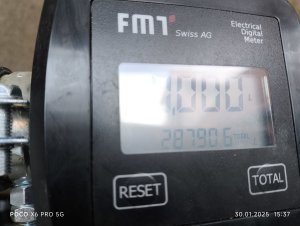 FMT
Swiss AG
Electrical
Digital
Meter
28790.6 TOTAL
RESET
TOTAL
POCO X6 PRO 5G
30.01.2025 15:37